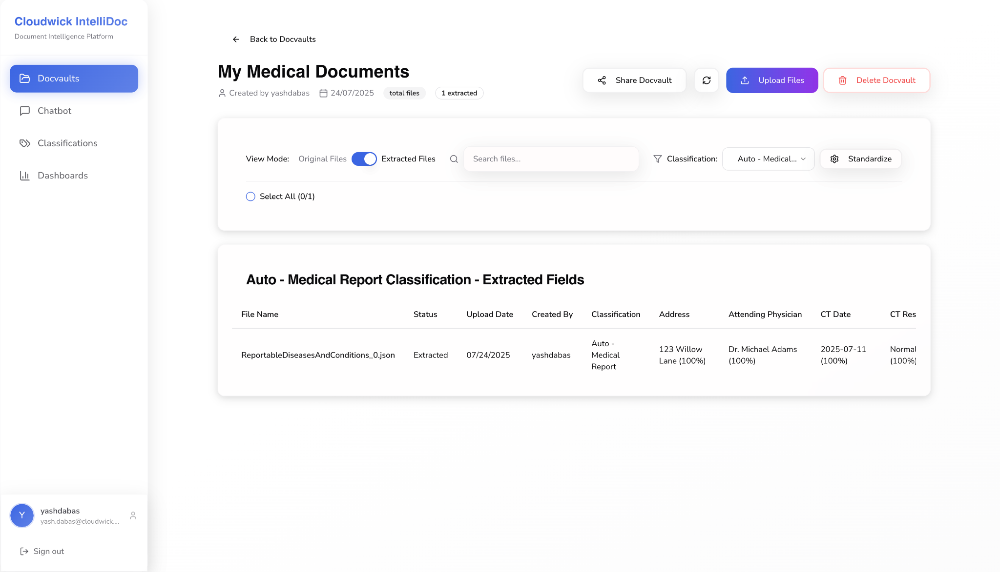 Cloudwick IntelliDoc
Document Intelligence Platform
Docvaults
Chatbot
Classifications
Dashboards
Y
yashdabas
yash.dabas@cloudwick....
Sign out
Back to Docvaults
My Medical Documents
Created by yashdabas 24/07/2025 total files 1 extracted
Share Docvault Upload Files Delete Docvault
View Mode: Original Files Extracted Files Search files... Classification: Auto - Medical... Standardize
Select All (0/1)
Auto - Medical Report Classification - Extracted Fields
File Name Status Upload Date Created By Classification Address Attending Physician CT Date CT Res
ReportableDiseasesAndConditions_0.json Extracted 07/24/2025 yashdabas
Auto -
Medical
Report
123 Willow
Lane (100%)
Dr. Michael Adams
(100%)
2025-07-11
(100%)
Normal
(100%)